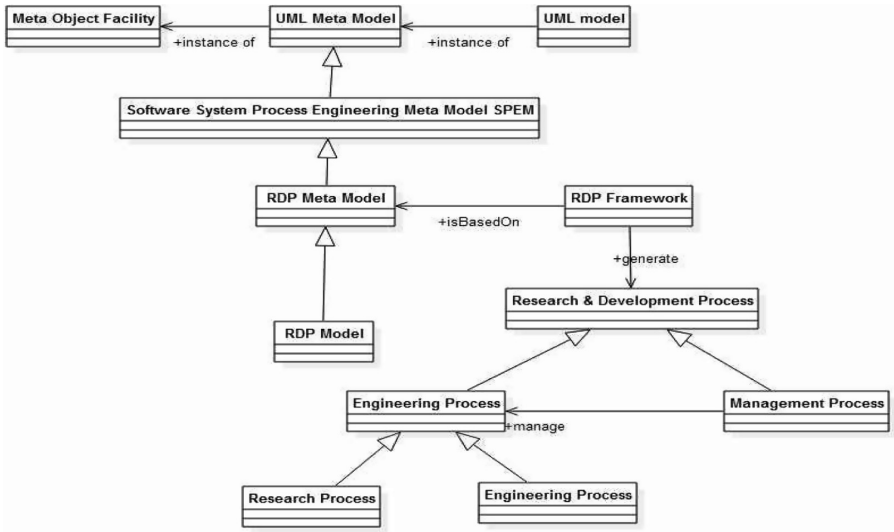 Meta Object Facility
UML Meta Model
UML model
+instance of
+instance of
Software System Process Engineering Meta Model SPEM
RDP Meta Model
RDP Framework
+isBasedOn
+generate
Research & Development Process
RDP Model
Engineering Process
Management Process
+manage
Research Process
Engineering Process